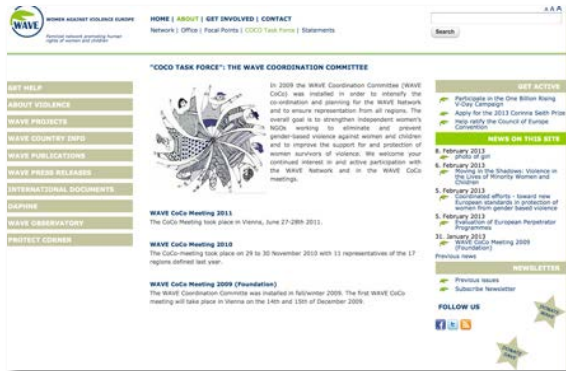 WAVE
WOMEN AGAINST VIOLENCE EUROPE
Feminist network promoting human
rights of women and children
HOME | ABOUT | GET INVOLVED | CONTACT
Network | Office | Focal Points | COCO Task Force | Statements
A A A
Search
"COCO TASK FORCE": THE WAVE COORDINATION COMMITTEE
GET HELP
ABOUT VIOLENCE
WAVE PROJECTS
WAVE COUNTRY INFO
WAVE PUBLICATIONS
WAVE PRESS RELEASES
INTERNATIONAL DOCUMENTS
DAPHNE
WAVE OBSERVATORY
PROTECT CORNER
In 2009 the WAVE Coordination Committee (WAVE
CoCo) was installed in order to intensify the
co-ordination and planning for the WAVE Network
and to ensure representation from all regions. The
overall goal is to strengthen independent women's
NGOs working to eliminate and prevent
gender-based violence against women and children
and to improve the support for and protection of
women survivors of violence. We welcome your
continued interest in and active participation with
the WAVE Network and in the WAVE CoCo
meetings.
WAVE CoCo Meeting 2011
The CoCo Meeting took place in Vienna, June 27-28th 2011.
WAVE CoCo Meeting 2010
The CoCo-meeting took place on 29 to 30 November 2010 with 11 representatives of the 17
regions defined last year.
WAVE CoCo Meeting 2009 (Foundation)
The WAVE Coordination Committe was installed in fall/winter 2009. The first WAVE CoCo
meeting will take place in Vienna on the 14th and 15th of December 2009.
GET ACTIVE
Participate in the One Billion Rising
V-Day Campaign
Apply for the 2013 Corinna Seith Prize
Help ratify the Council of Europe
Convention
NEWS ON THIS SITE
8. February 2013
photo of girl
6. February 2013
Moving in the Shadows: Violence in
the Lives of Minority Women and
Children
5. February 2013
Coordinated efforts - toward new
European standards in protection of
women from gender based violence
5. February 2013
Evaluation of European Perpetrator
Programmes
31. January 2013
WAVE CoCo Meeting 2009
(Foundation)
Previous news
NEWSLETTER
Previous issues
Subscribe Newsletter
FOLLOW US
DONATE
WAVE
DONATE